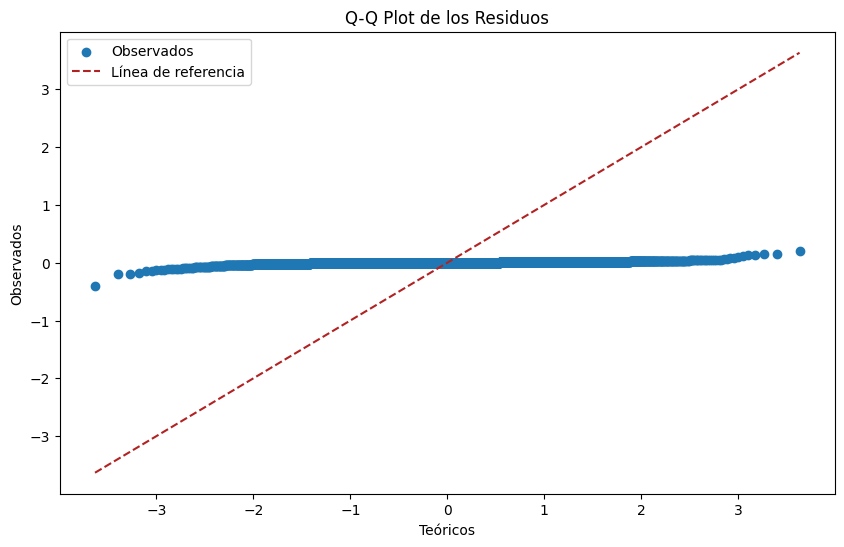 Q-Q Plot de los Residuos
Observados
Línea de referencia
Observados
3
2
1
0
−1
−2
−3
−3
−2
−1
0
1
2
3
Teóricos